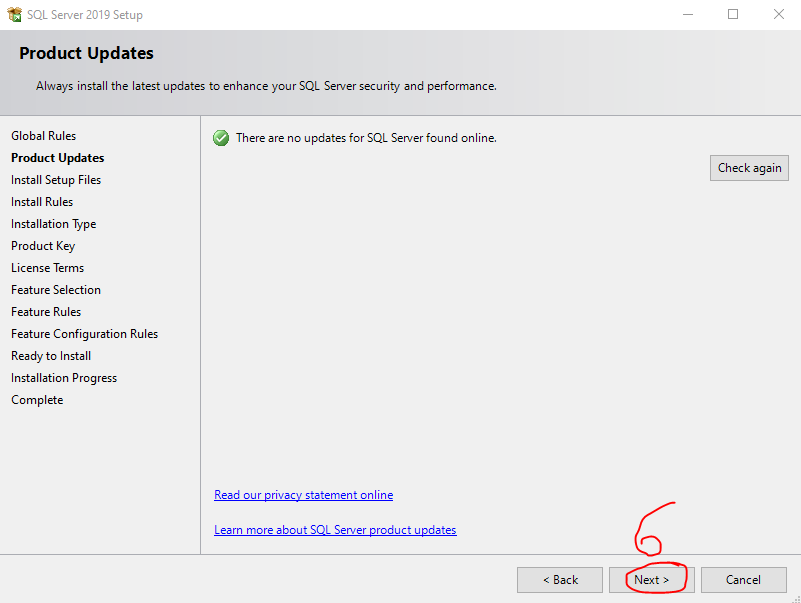 SQL Server 2019 Setup
Product Updates
Always install the latest updates to enhance your SQL Server security and performance.
Global Rules
Product Updates
Install Setup Files
Install Rules
Installation Type
Product Key
License Terms
Feature Selection
Feature Rules
Feature Configuration Rules
Ready to Install
Installation Progress
Complete
There are no updates for SQL Server found online.
Check again
Read our privacy statement online
Learn more about SQL Server product updates
6
< Back
Next >
Cancel